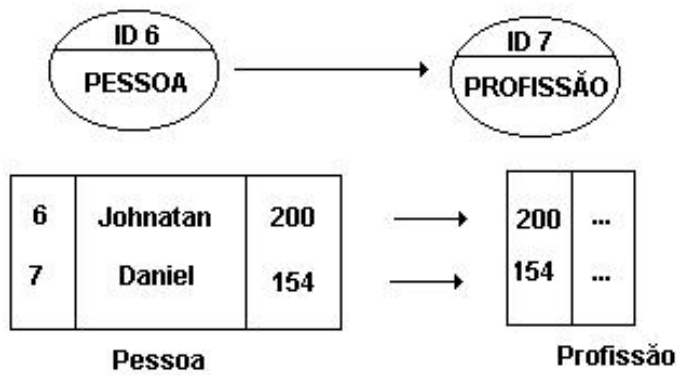 ID 6
PESSOA
ID 7
PROFISSÃO
6 Johnatan 200
200 ...
7 Daniel 154
154 ...
Pessoa
Profissão